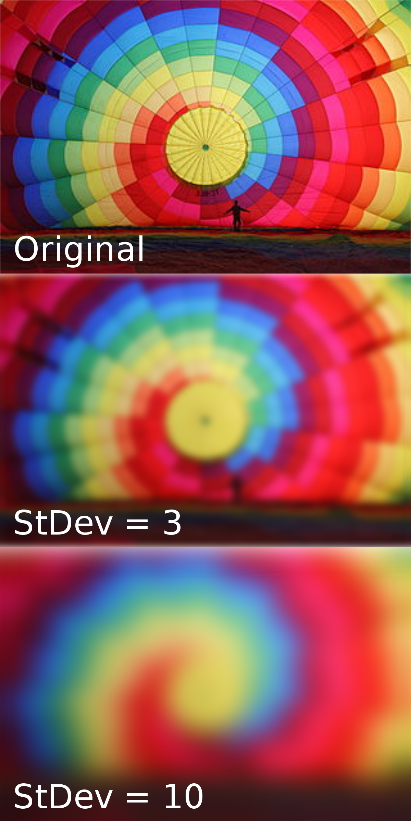 Original
StDev = 3
StDev = 10